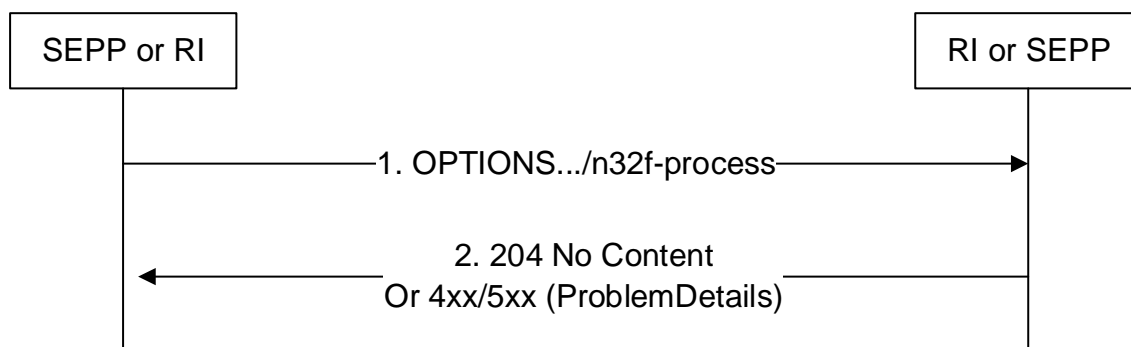 SEPP or RI
RI or SEPP
1. OPTIONS.../n32f-process
2. 204 No Content
Or 4xx/5xx (ProblemDetails)